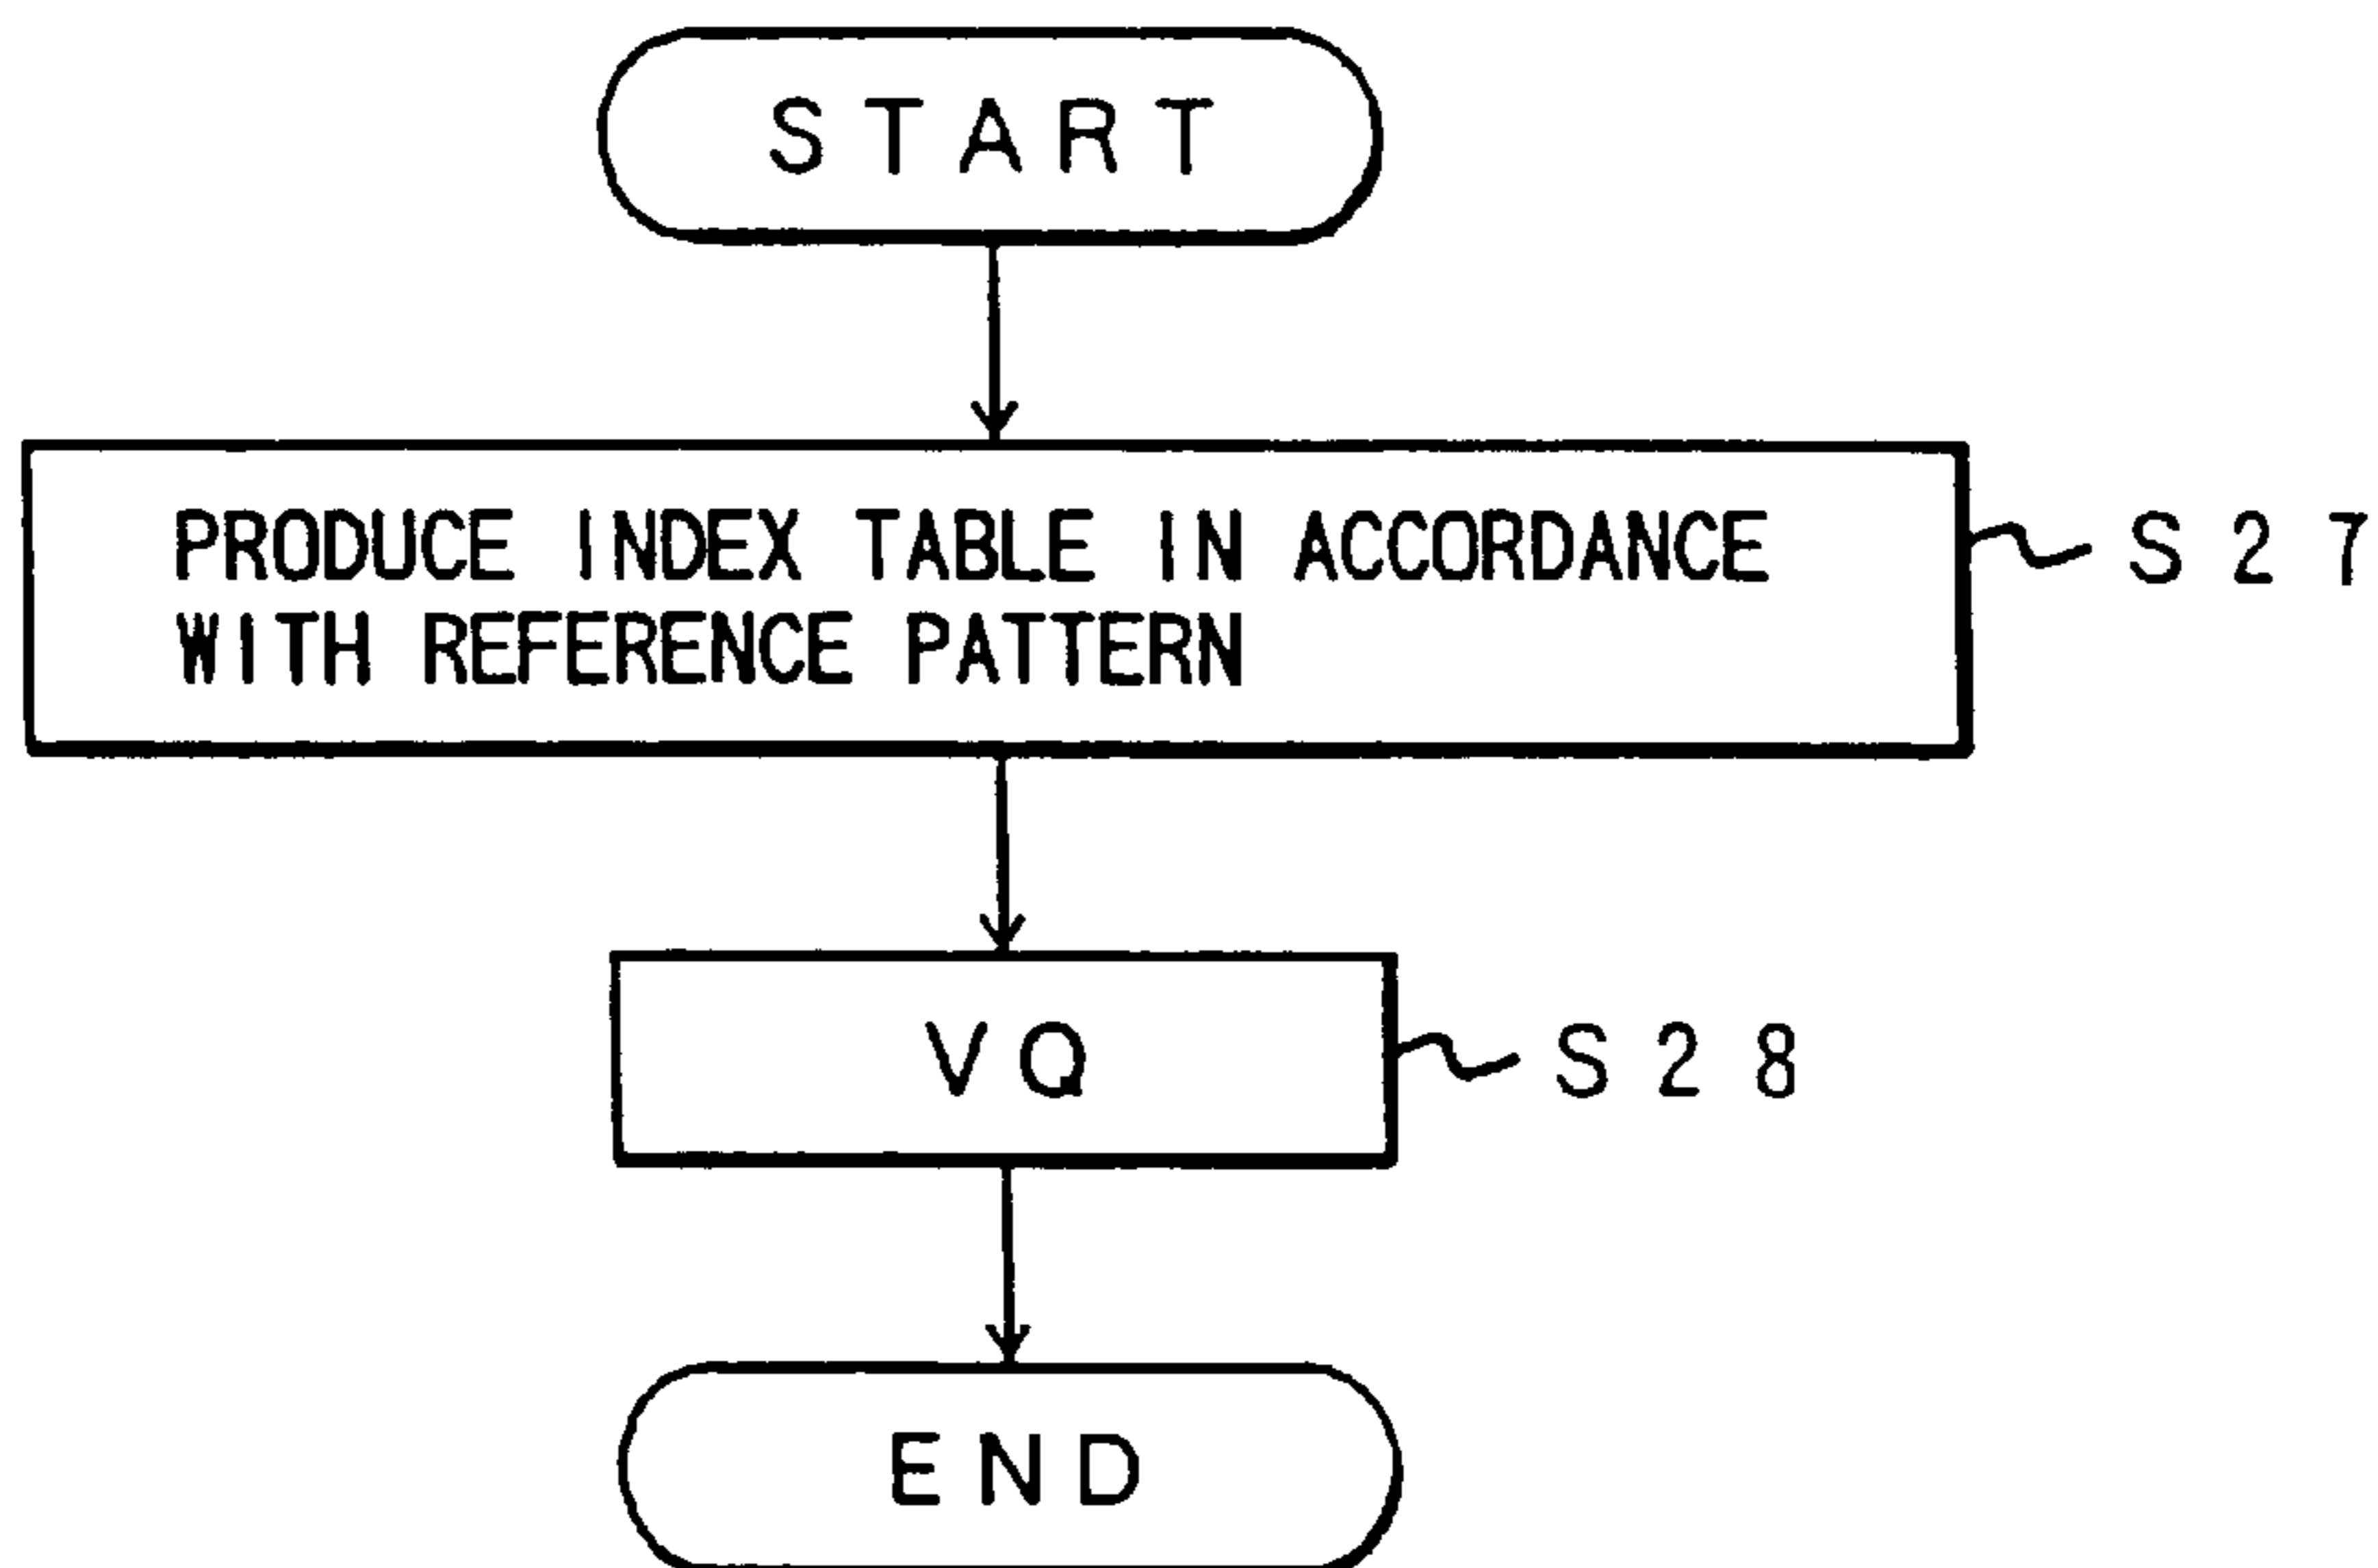 START
PRODUCE INDEX TABLE IN ACCORDANCE
WITH REFERENCE PATTERN
S27
VQ
S28
END